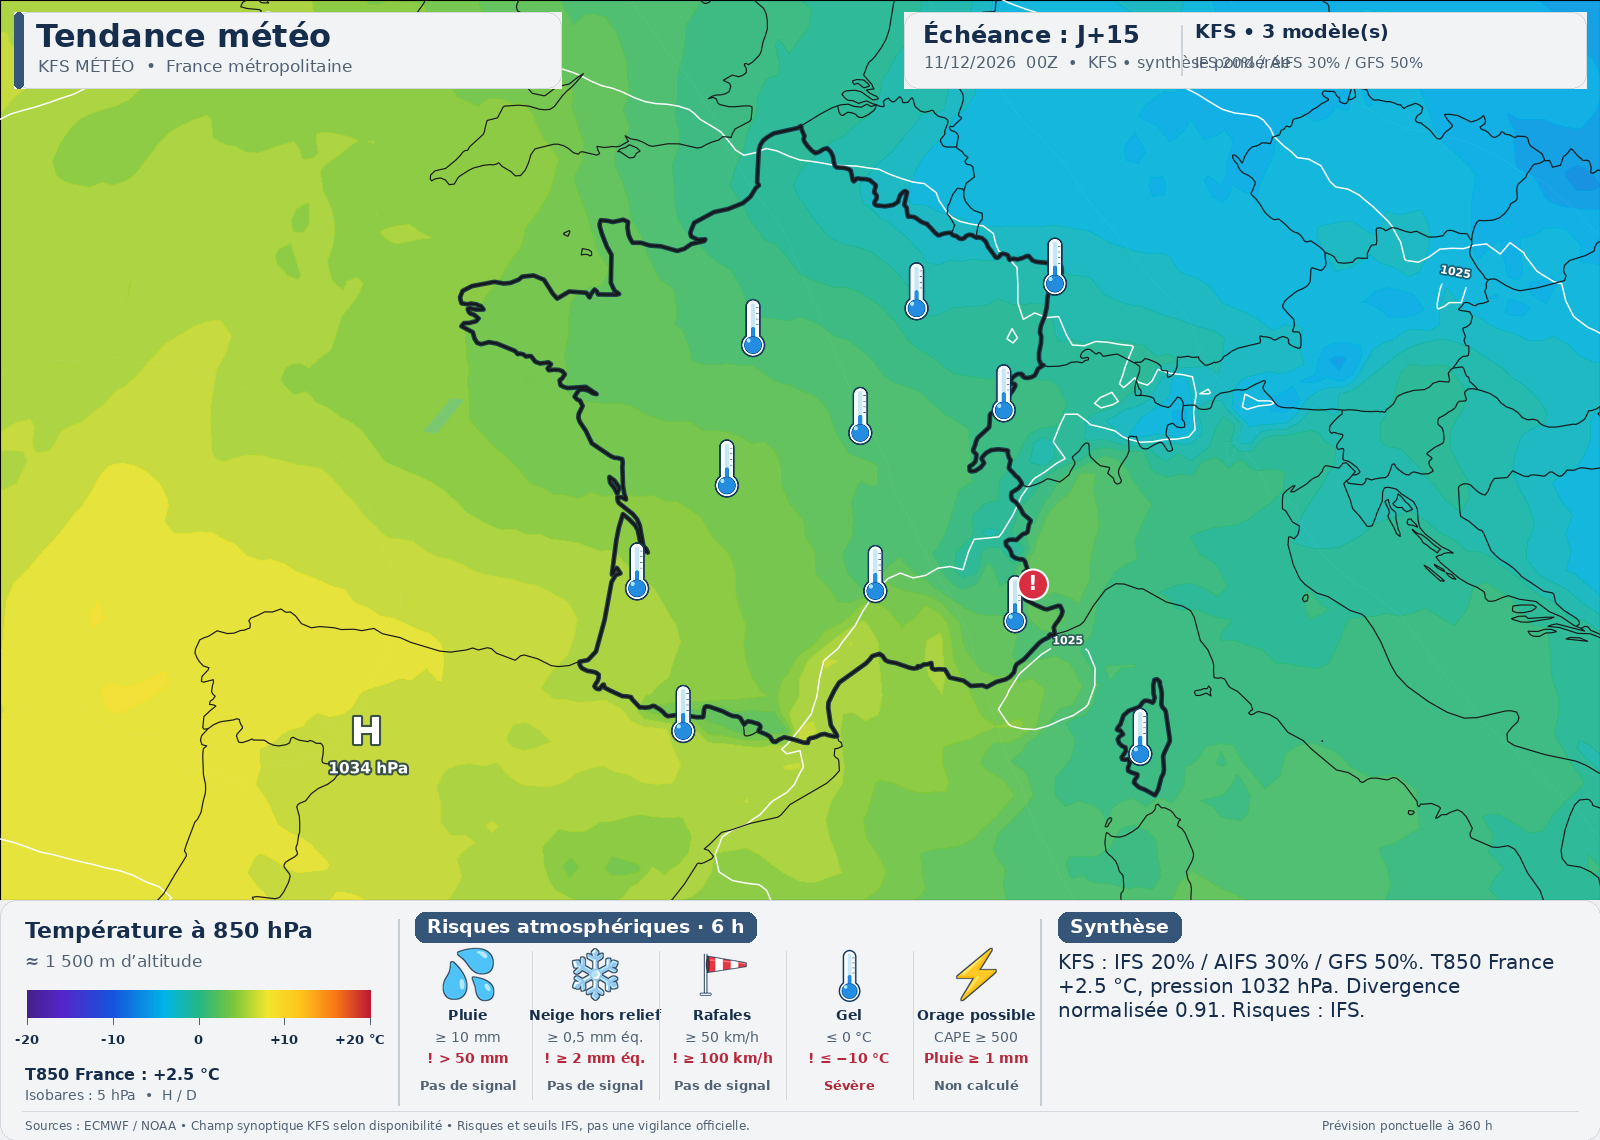 Tendance météo
KFS MÉTÉO • France métropolitaine
Échéance : J+15
11/12/2026 00Z • KFS • synthèse pondérée
KFS • 3 modèle(s)
IFS 20% / AIFS 30% / GFS 50%
1025
!
1025
H
1034 hPa
Température à 850 hPa
≈ 1 500 m d’altitude
-20 -10 0 +10 +20 °C
T850 France : +2.5 °C
Isobares : 5 hPa • H / D
Risques atmosphériques · 6 h
Pluie
≥ 10 mm
! > 50 mm
Pas de signal
Neige hors relief
≥ 0,5 mm éq.
! ≥ 2 mm éq.
Pas de signal
Rafales
≥ 50 km/h
! ≥ 100 km/h
Pas de signal
Gel
≤ 0 °C
! ≤ −10 °C
Sévère
Orage possible
CAPE ≥ 500
Pluie ≥ 1 mm
Non calculé
Synthèse
KFS : IFS 20% / AIFS 30% / GFS 50%. T850 France
+2.5 °C, pression 1032 hPa. Divergence
normalisée 0.91. Risques : IFS.
Sources : ECMWF / NOAA • Champ synoptique KFS selon disponibilité • Risques et seuils IFS, pas une vigilance officielle.
Prévision ponctuelle à 360 h